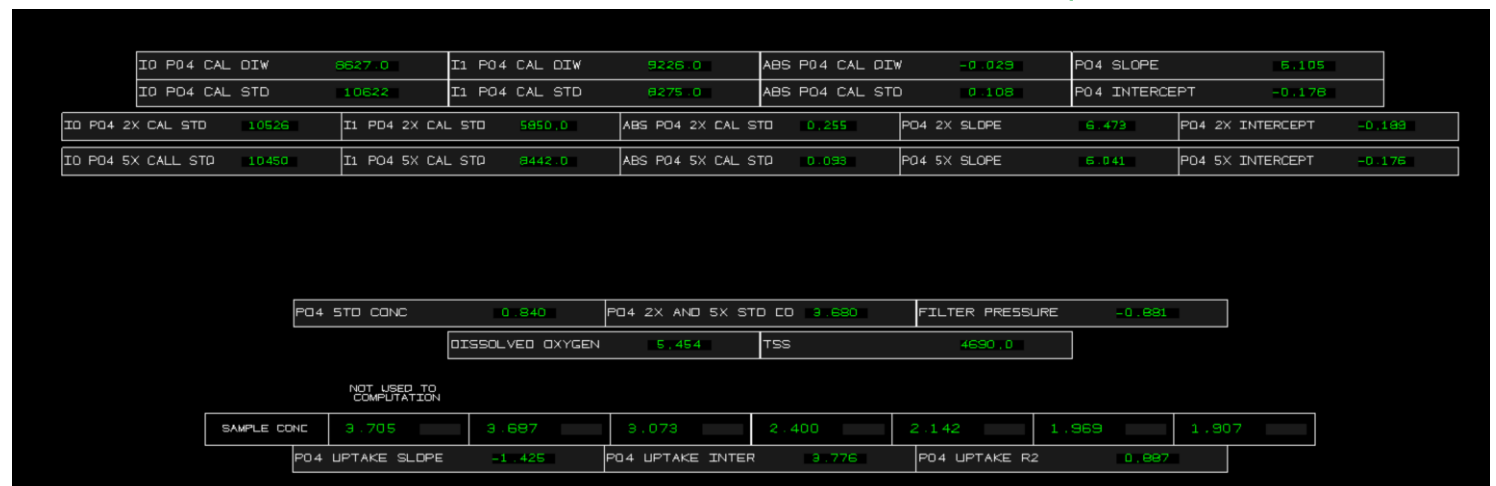 IO PO4 CAL DIW 8627.0 I1 PO4 CAL DIW 9226.0 ABS PO4 CAL DIW -0.029 PO4 SLOPE 6.105
IO PO4 CAL STD 10622 I1 PO4 CAL STD 8275.0 ABS PO4 CAL STD 0.108 PO4 INTERCEPT -0.176
IO PO4 2X CAL STD 10526 I1 PO4 2X CAL STD 5850.0 ABS PO4 2X CAL STD 0.255 PO4 2X SLOPE 6.473 PO4 2X INTERCEPT -0.188
IO PO4 5X CALL STD 10450 I1 PO4 5X CAL STD 8442.0 ABS PO4 5X CAL STD 0.093 PO4 5X SLOPE 6.041 PO4 5X INTERCEPT -0.176
PO4 STD CONC 0.840 PO4 2X AND 5X STD CO 3.680 FILTER PRESSURE -0.881
DISSOLVED OXYGEN 5.454 TSS 4690.0
NOT USED TO
COMPUTATION
SAMPLE CONC 3.705 3.687 3.073 2.400 2.142 1.969 1.907
PO4 UPTAKE SLOPE -1.425 PO4 UPTAKE INTER 3.776 PO4 UPTAKE R2 0.887